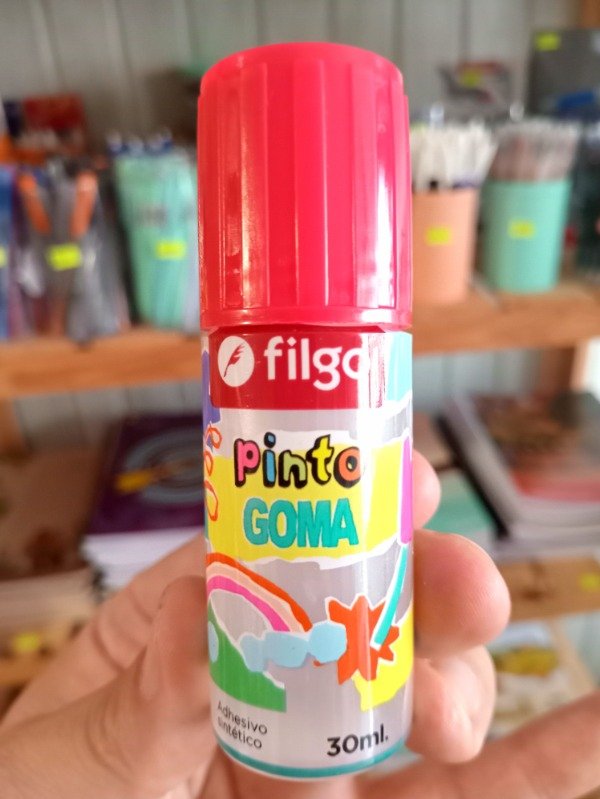 filgo
pinto
GOMA
Adhesivo
sintético
30ml.